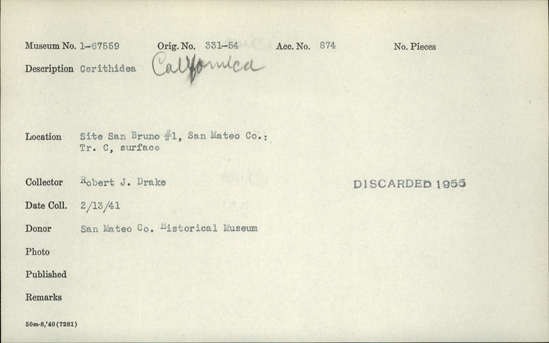 Museum No. 1-67559 Orig. No. 331-54 Acc. No. 874 No. Pieces
Description Cerithidea Californica
Location Site San Bruno #1, San Mateo Co.;
Tr. C, surface
Collector Robert J. Drake DISCARDED 1955
Date Coll. 2/13/41
Donor San Mateo Co. Historical Museum
Photo
Published
Remarks
50m-8,'40(7281)